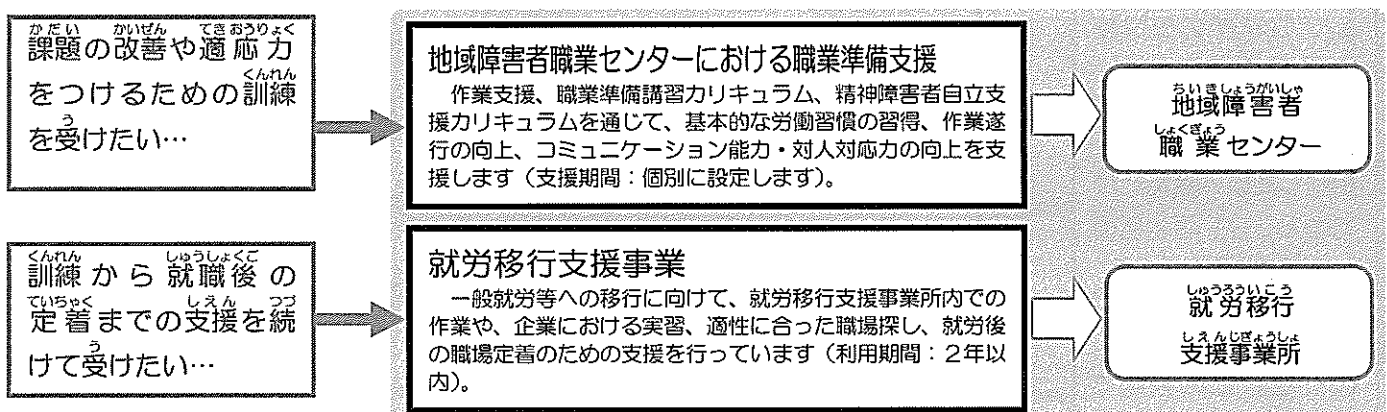 課題の改善や適応力
をつけるための訓練
を受けたい…
地域障害者職業センターにおける職業準備支援
作業支援、職業準備講習カリキュラム、精神障害者自立支
援カリキュラムを通じて、基本的な労働習慣の習得、作業遂
行の向上、コミュニケーション能力・対人対応力の向上を支
援します（支援期間：個別に設定します）。
地域障害者
職業センター
訓練から就職後の
定着までの支援を続
けて受けたい…
就労移行支援事業
一般就労等への移行に向けて、就労移行支援事業所内での
作業や、企業における実習、適性に合った職場探し、就労後
の職場定着のための支援を行っています（利用期間：２年以
内）。
就労移行
支援事業所